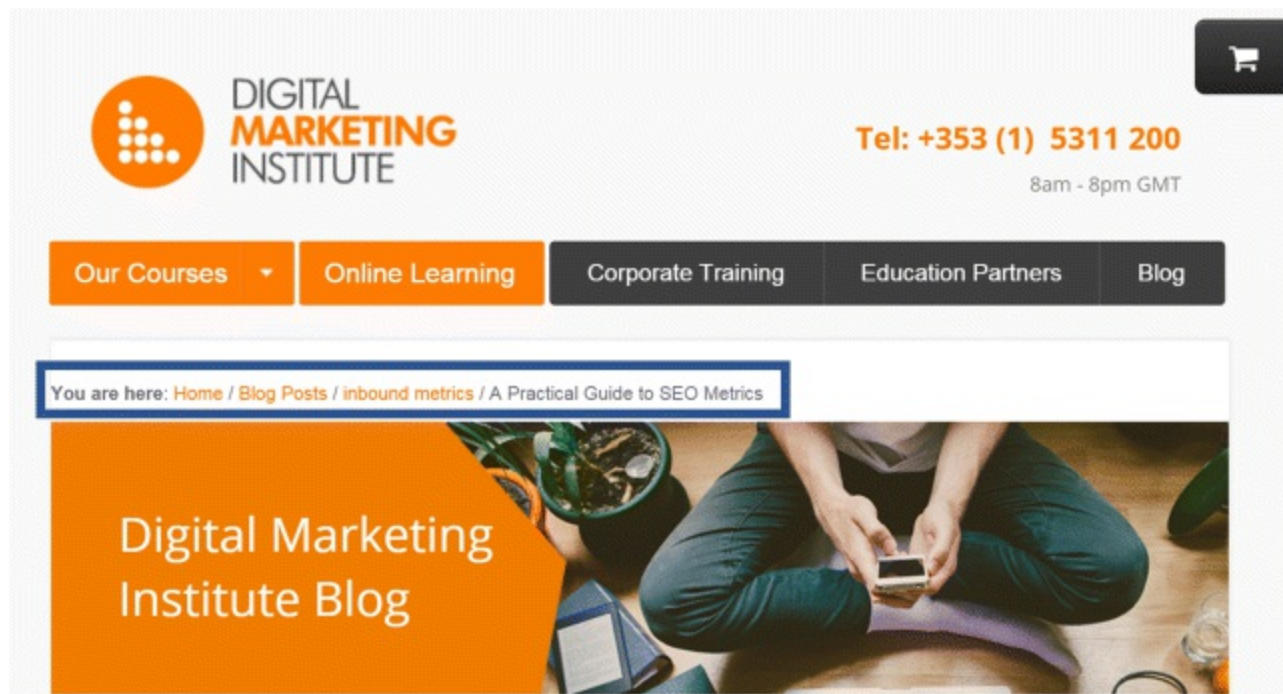 DIGITAL
MARKETING
INSTITUTE
Tel: +353 (1) 5311 200
8am - 8pm GMT
Our Courses Online Learning Corporate Training Education Partners Blog
You are here: Home / Blog Posts / inbound metrics / A Practical Guide to SEO Metrics
Digital Marketing
Institute Blog